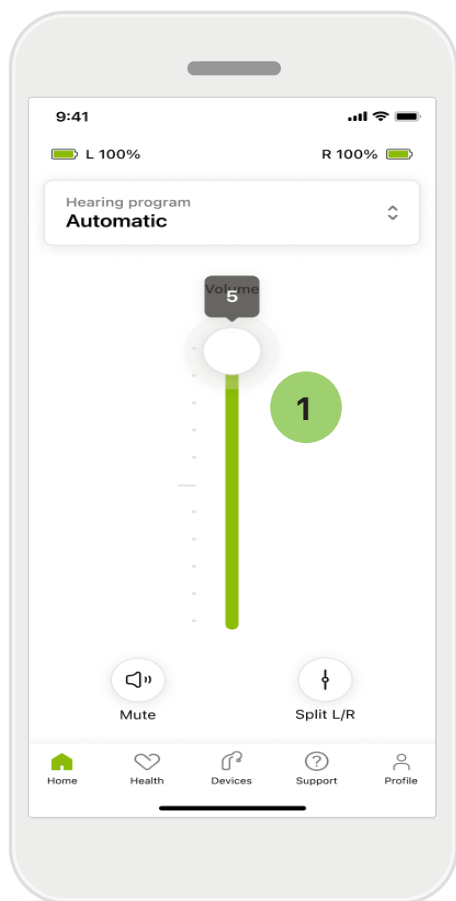 9:41
L 100% R 100%
Hearing program
Automatic
Volume
5
1
Mute Split L/R
Home Health Devices Support Profile